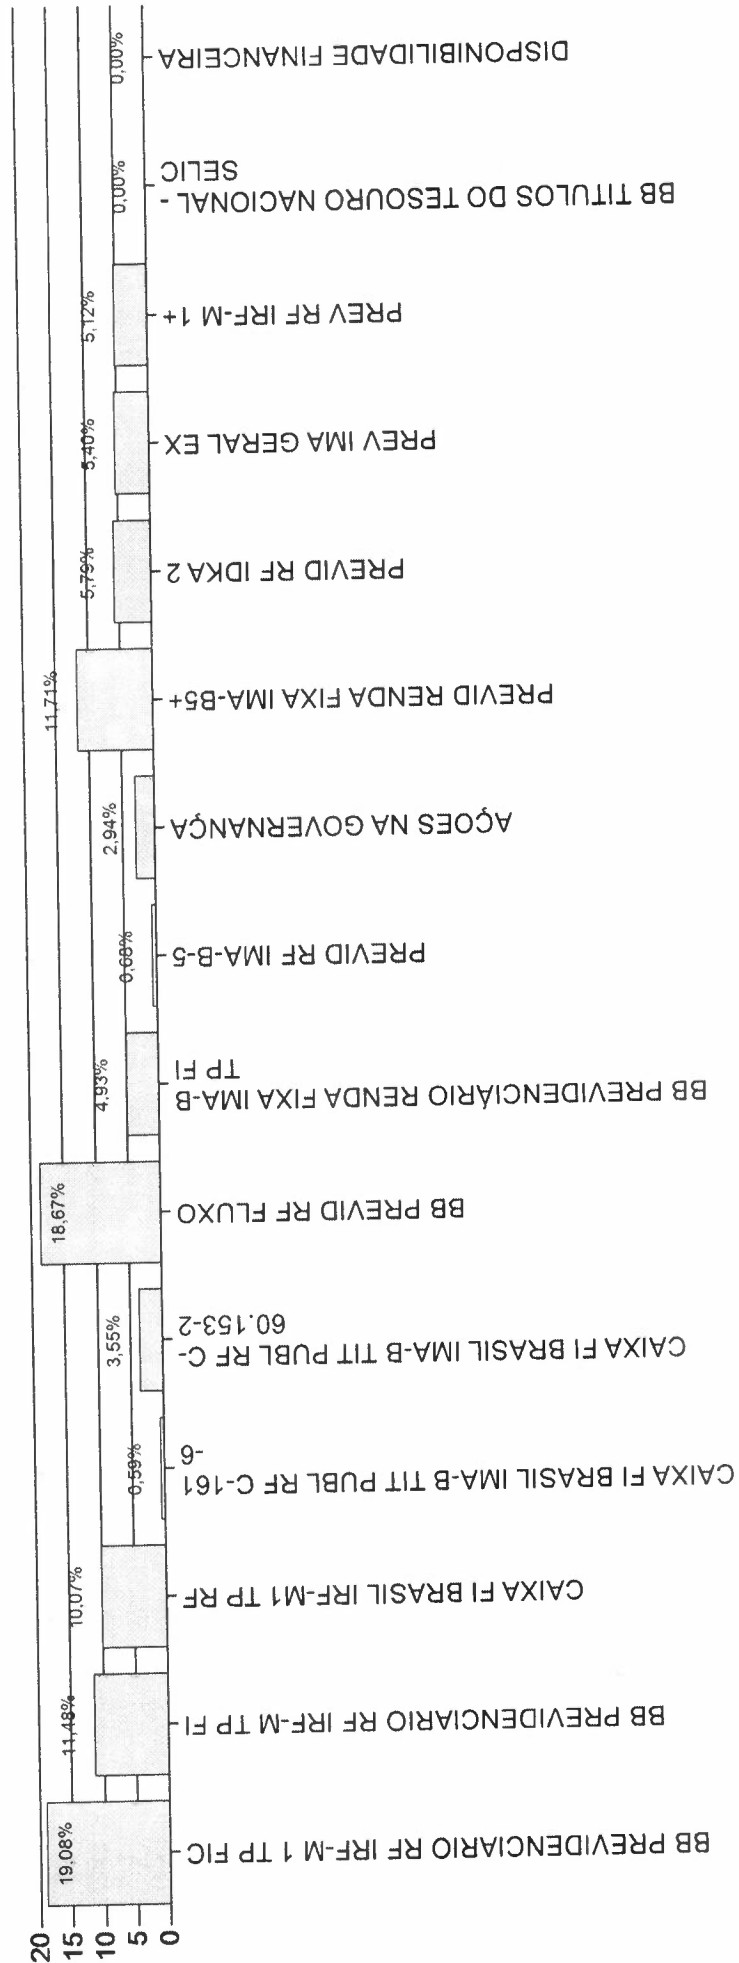 20
15
10
5
0
19,08%
BB PREVIDENCIARIO RF IRF-M 1 TP FIC
11,48%
BB PREVIDENCIARIO RF IRF-M TP FI
10,07%
CAIXA FI BRASIL IRF-M1 TP RF
0,59%
CAIXA FI BRASIL IMA-B TIT PUBL RF C-161
-6
3,55%
CAIXA FI BRASIL IMA-B TIT PUBL RF C-
60.153-2
18,67%
BB PREVID RF FLUXO
4,93%
BB PREVIDENCIÁRIO RENDA FIXA IMA-B
TP FI
0,68%
PREVID RF IMA-B-5
2,94%
AÇOES NA GOVERNANÇA
11,71%
PREVID RENDA FIXA IMA-B5+
5,79%
PREVID RF IDKA 2
5,40%
PREV IMA GERAL EX
5,12%
PREV RF IRF-M 1+
0,00%
BB TITULOS DO TESOURO NACIONAL -
SELIC
0,00%
DISPONIBILIDADE FINANCEIRA